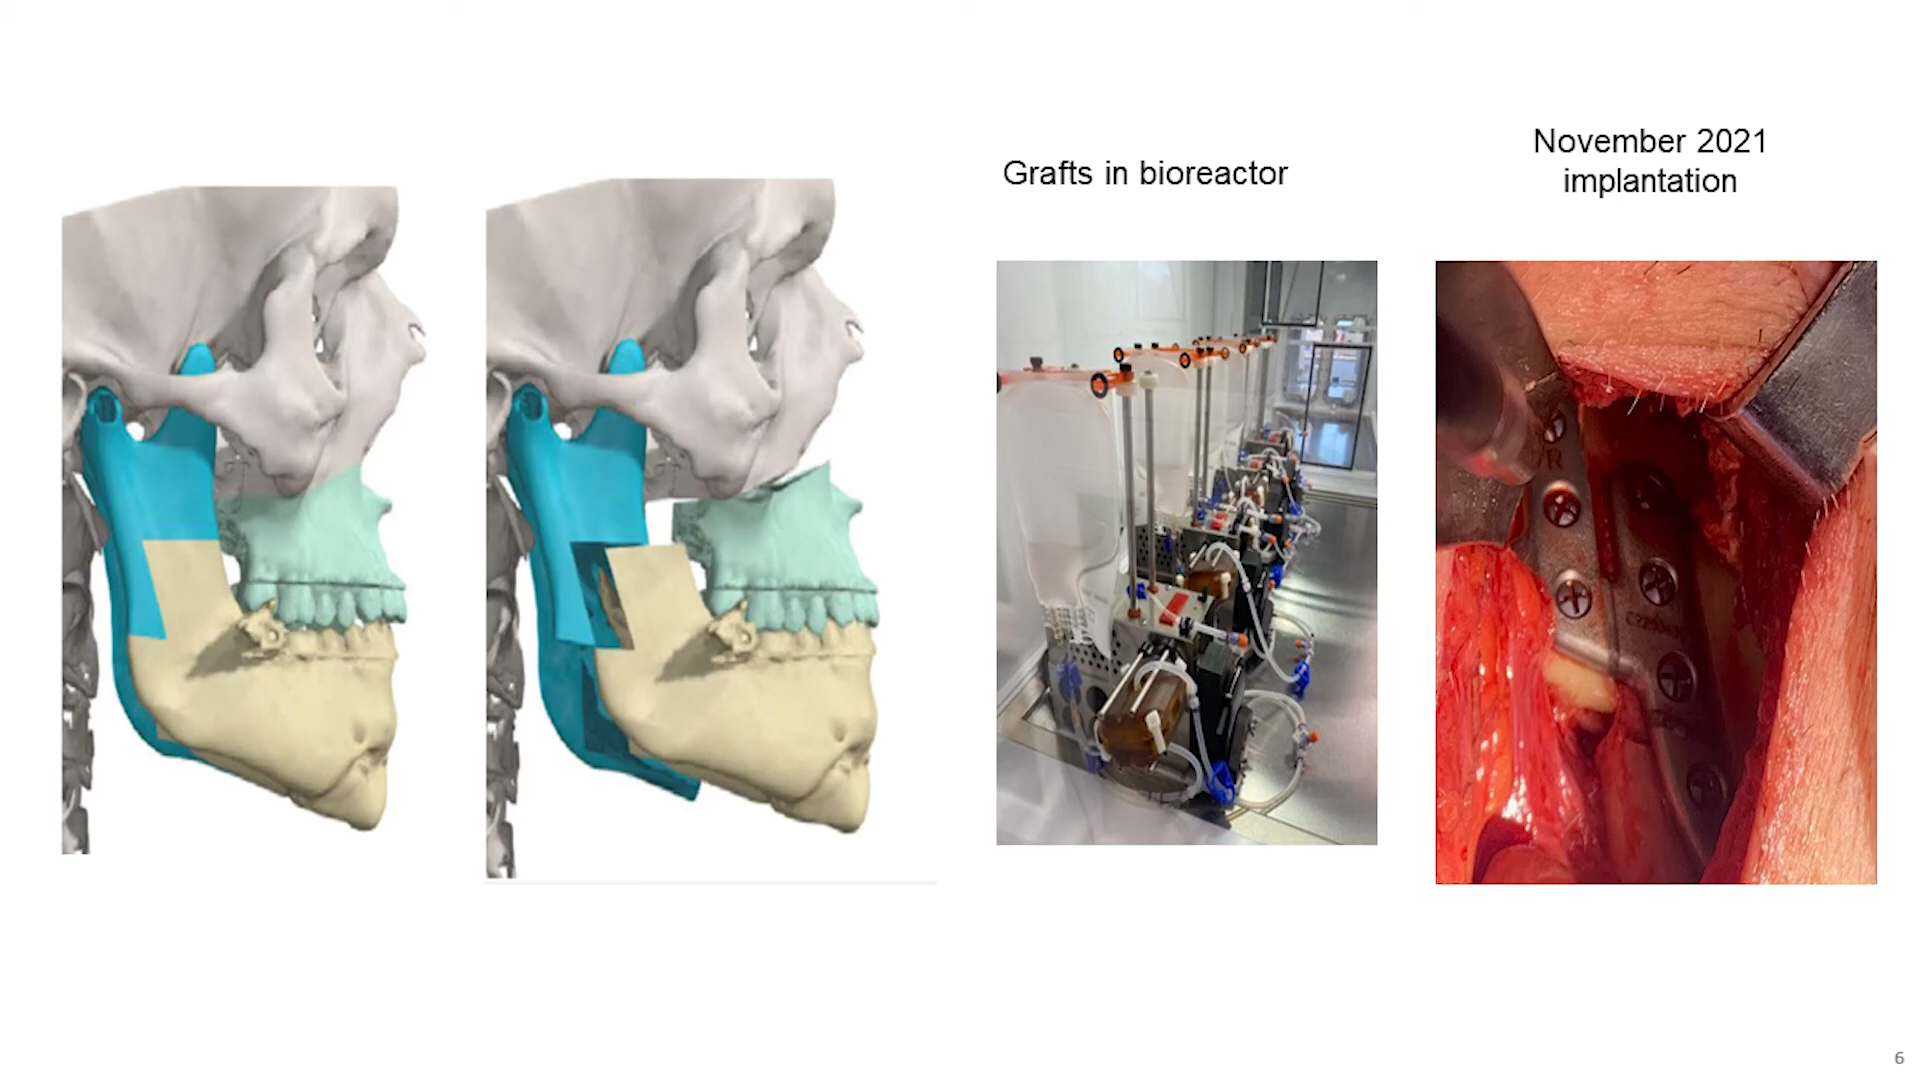 Grafts in bioreactor
November 2021
implantation
R
6